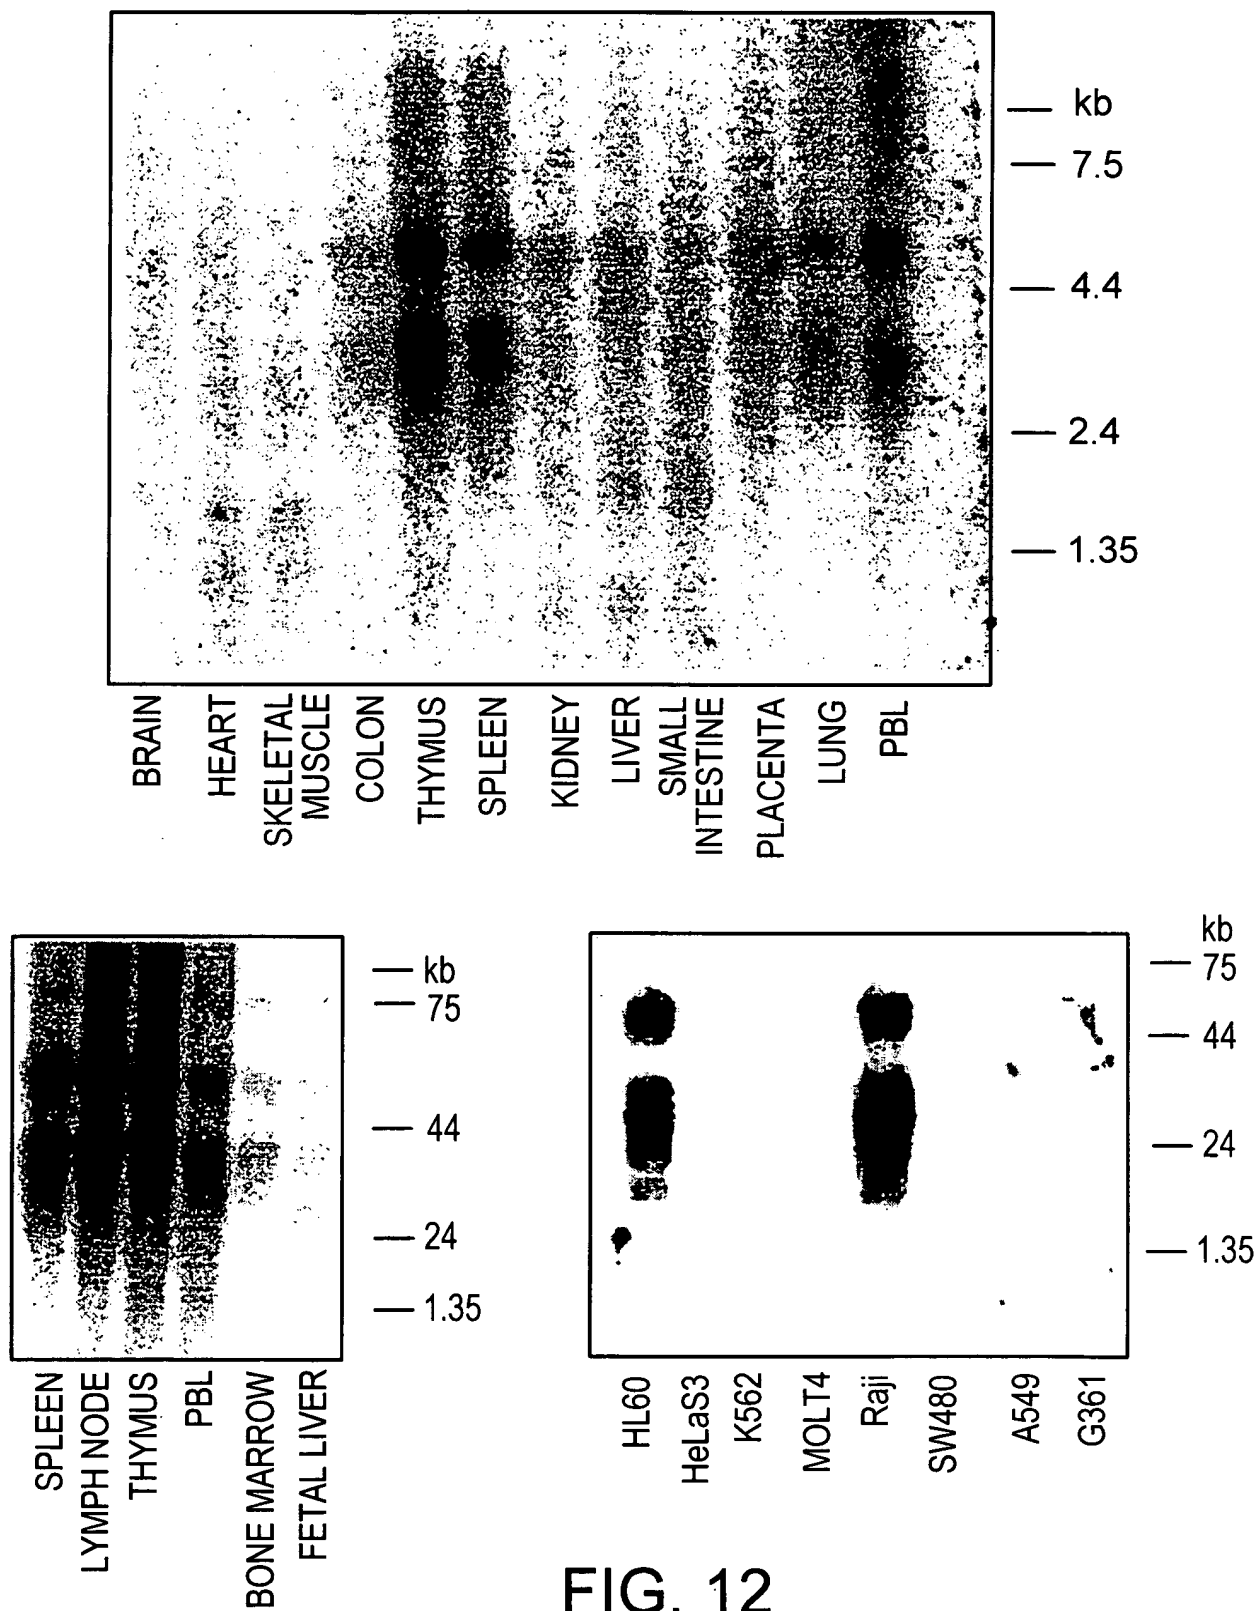 kb
7.5
4.4
2.4
1.35
BRAIN
HEART
SKELETAL
MUSCLE
COLON
THYMUS
SPLEEN
KIDNEY
LIVER
SMALL
INTESTINE
PLACENTA
LUNG
PBL
kb
75
44
24
1.35
SPLEEN
LYMPH NODE
THYMUS
PBL
BONE MARROW
FETAL LIVER
kb
75
44
24
1.35
HL60
HeLaS3
K562
MOLT4
Raji
SW480
A549
G361
FIG. 12